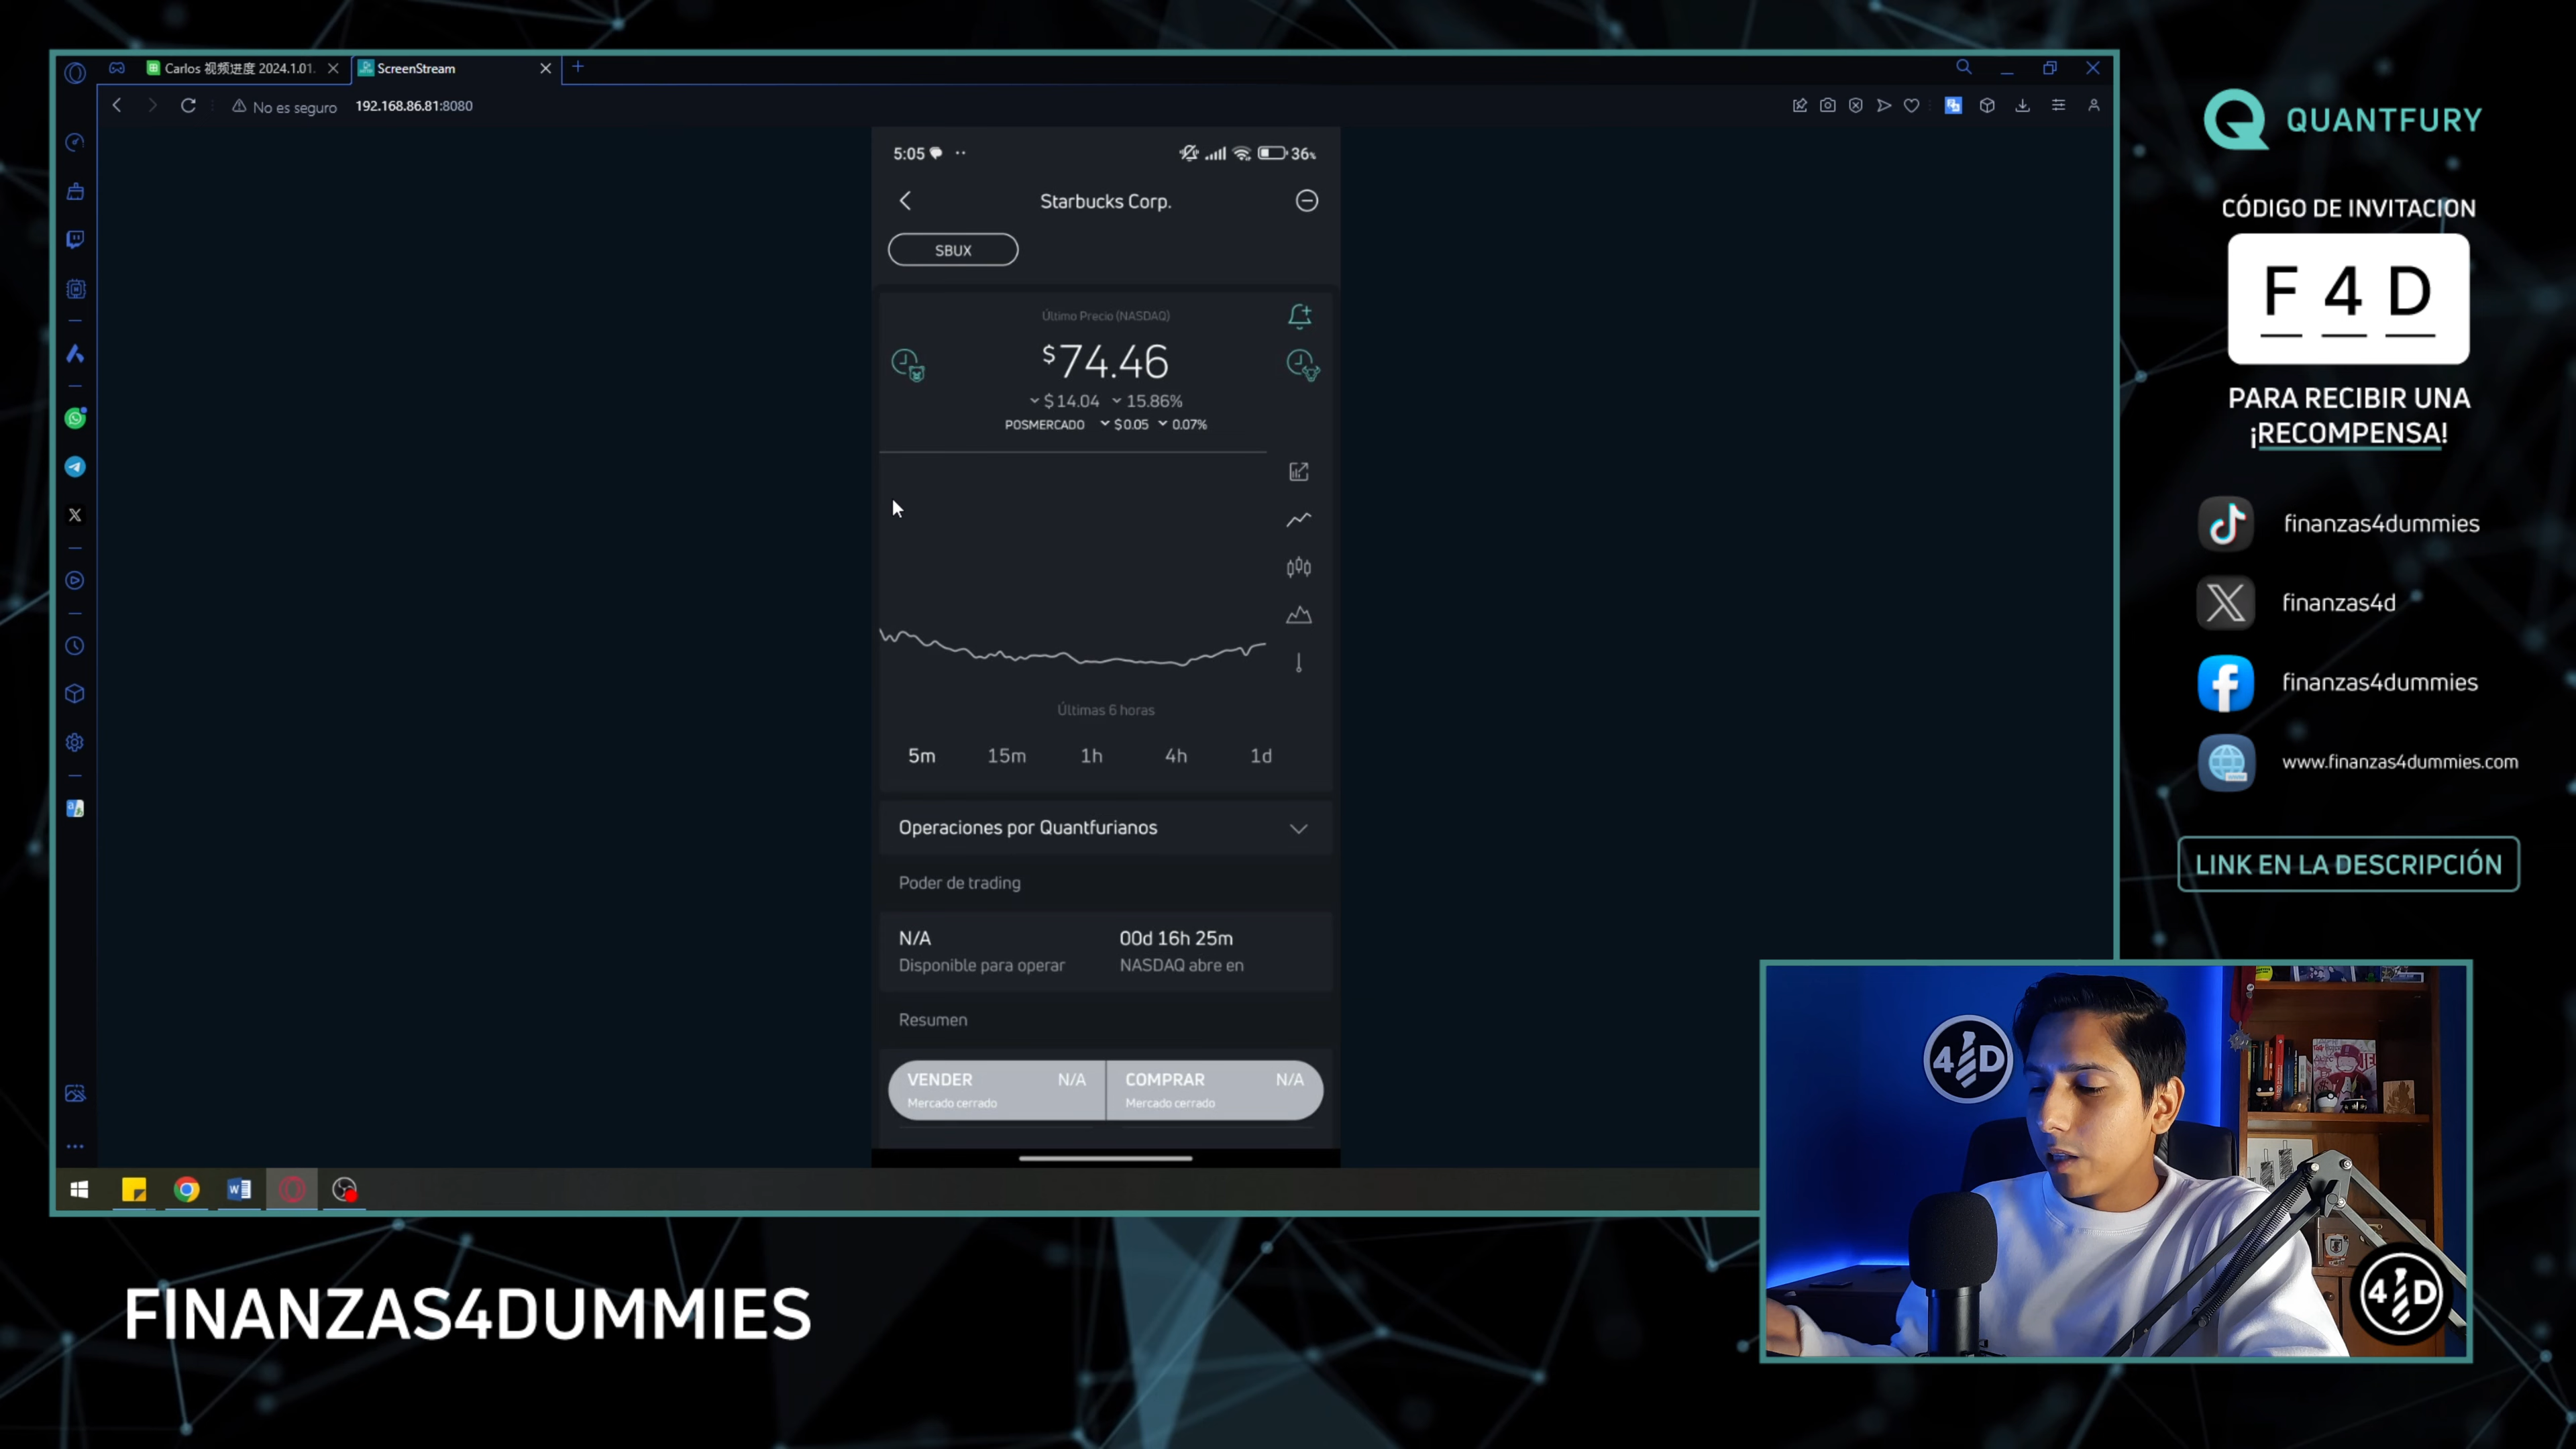 Carlos 视频进度 2024.1.01.
ScreenStream
No es seguro
192.168.86.81:8080
5:05
36%
Starbucks Corp.
SBUX
Último Precio (NASDAQ)
$74.46
$14.04 15.86%
POSMERCADO $0.05 0.07%
Últimas 6 horas
5m 15m 1h 4h 1d
Operaciones por Quantfurianos
Poder de trading
N/A 00d 16h 25m
Disponible para operar NASDAQ abre en
Resumen
VENDER N/A COMPRAR N/A
Mercado cerrado Mercado cerrado
QUANTFURY
CÓDIGO DE INVITACION
F 4 D
PARA RECIBIR UNA
¡RECOMPENSA!
finanzas4dummies
finanzas4d
finanzas4dummies
www.finanzas4dummies.com
LINK EN LA DESCRIPCIÓN
4D
4D
FINANZAS4DUMMIES